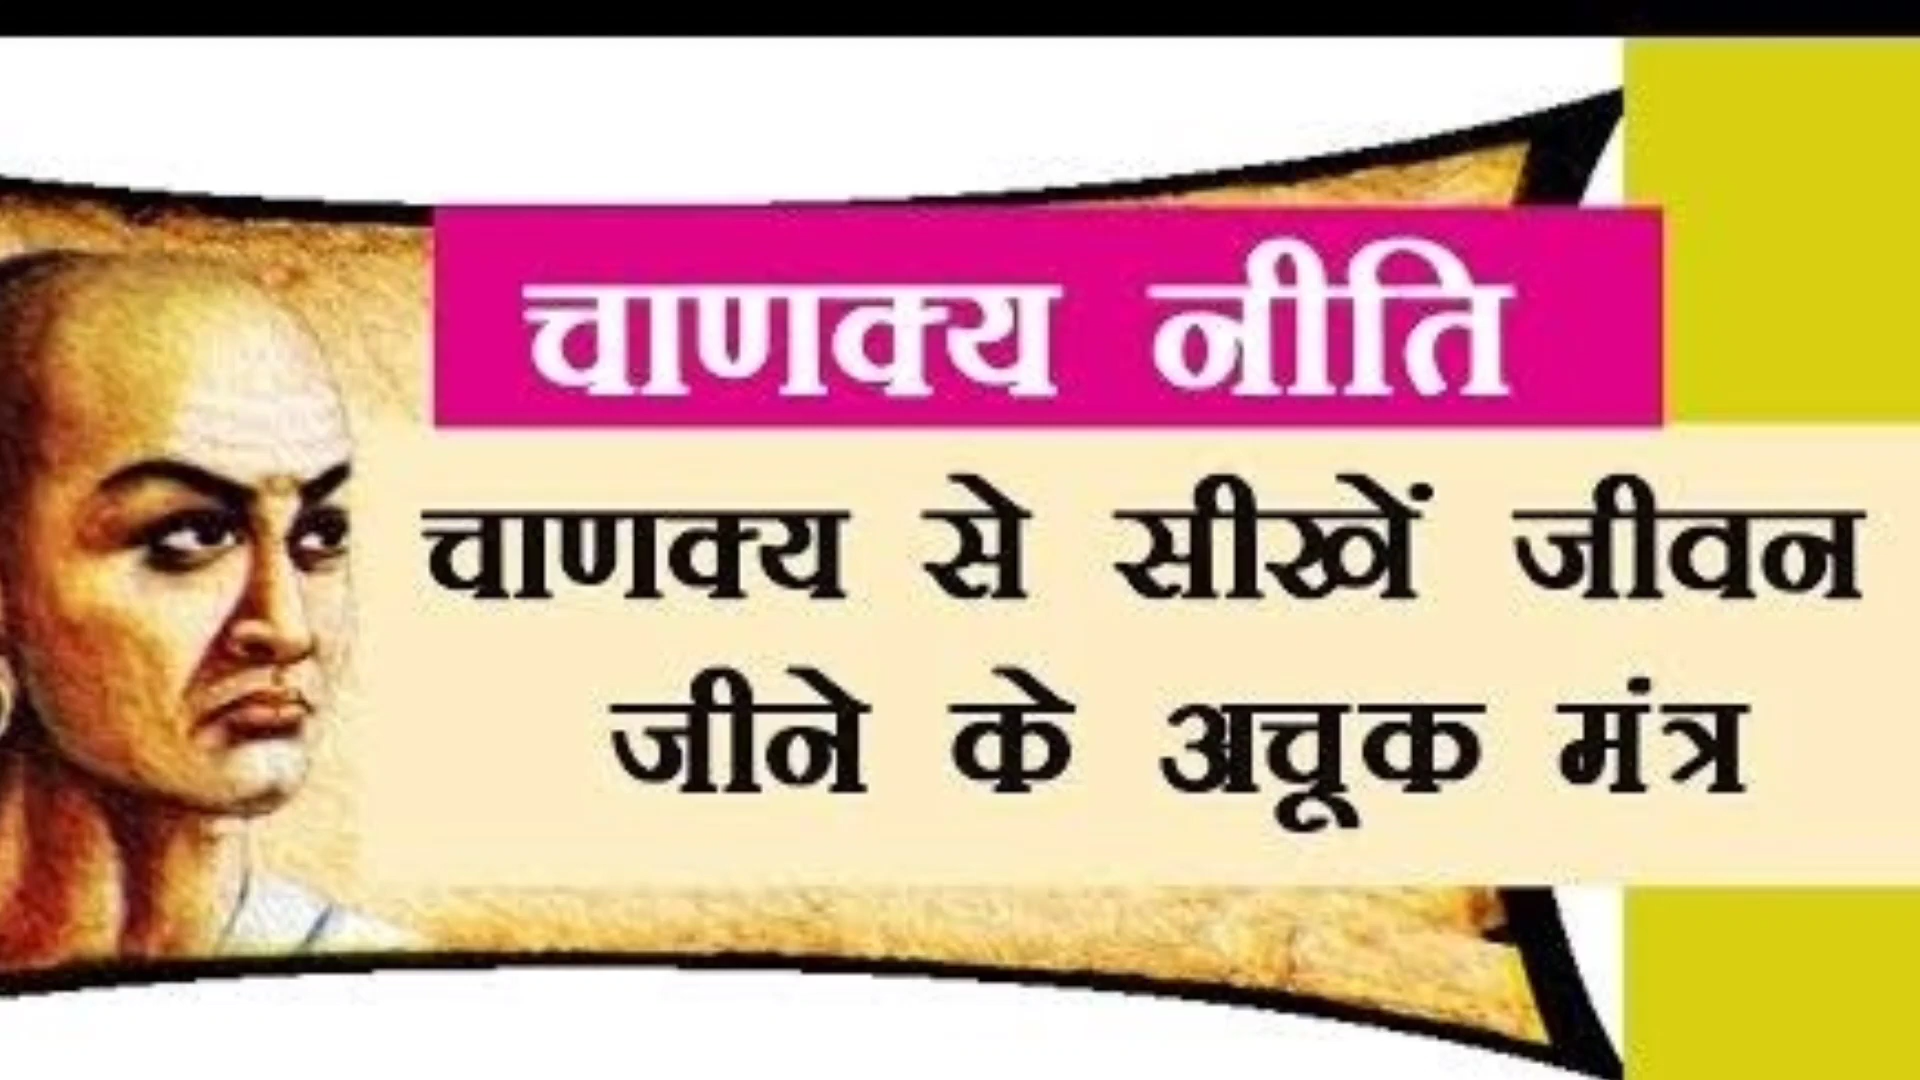 चाणक्य नीति
चाणक्य से सीखें जीवन
जीने के अचूक मंत्र